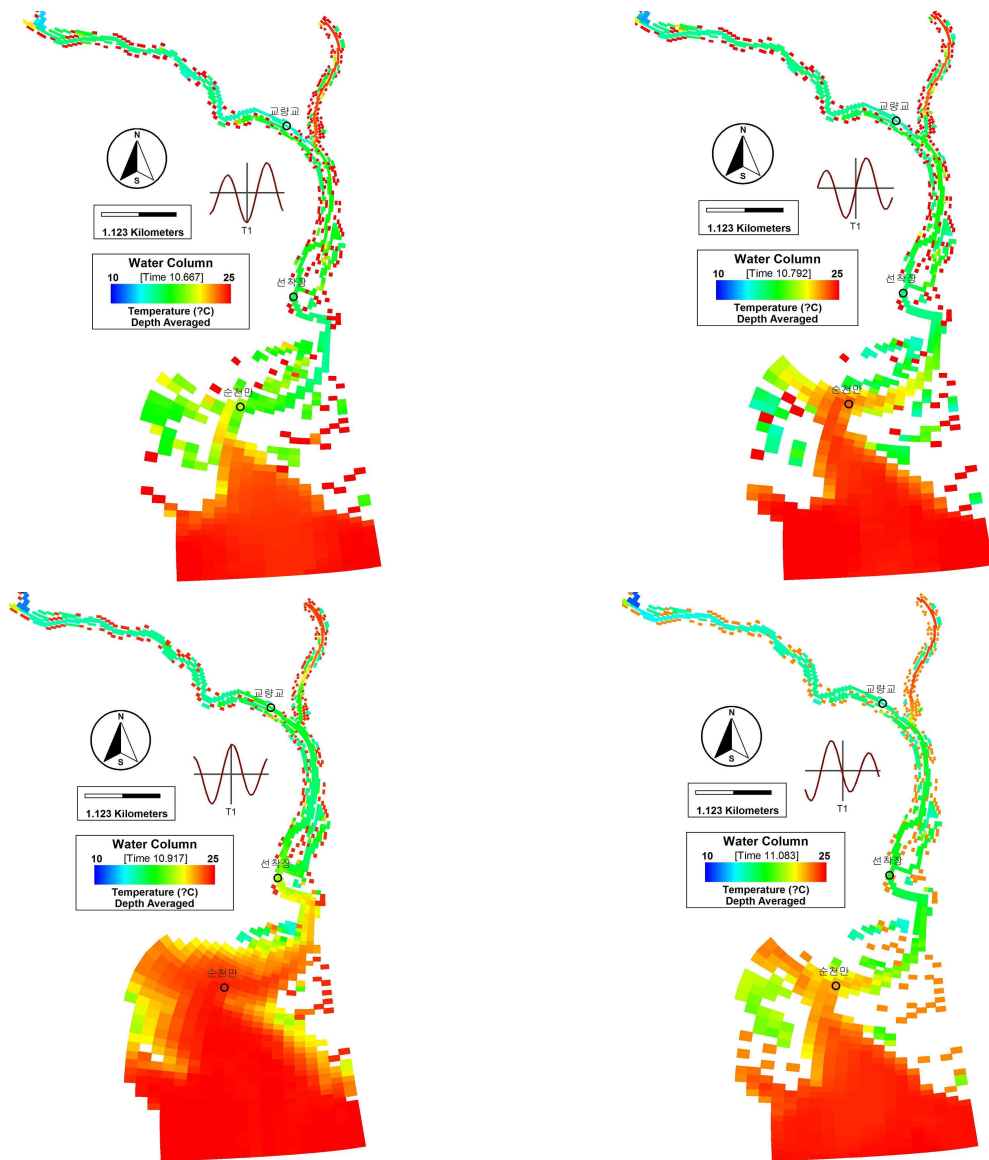 교량교
N
S
T1
1.123 Kilometers
Water Column
10 [Time 10.667] 25
Temperature (?C)
Depth Averaged
선착장
순천만
교량교
N
S
T1
1.123 Kilometers
Water Column
10 [Time 10.792] 25
Temperature (?C)
Depth Averaged
선착장
순천만
교량교
N
S
T1
1.123 Kilometers
Water Column
10 [Time 10.917] 25
Temperature (?C)
Depth Averaged
선착장
순천만
교량교
N
S
T1
1.123 Kilometers
Water Column
10 [Time 11.083] 25
Temperature (?C)
Depth Averaged
선착장
순천만